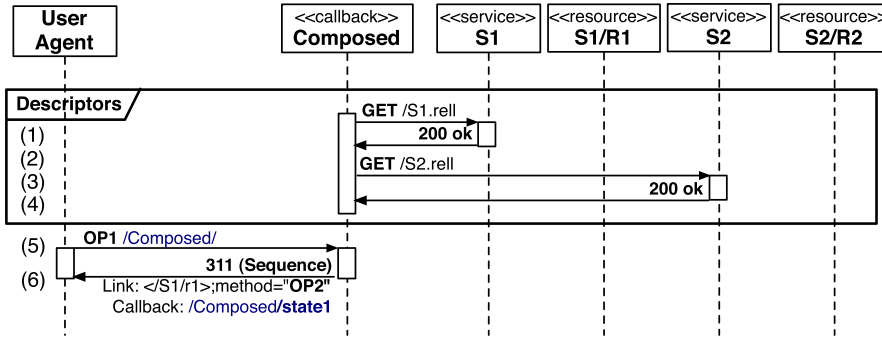 User
Agent
<<callback>>
Composed
<<service>>
S1
<<resource>>
S1/R1
<<service>>
S2
<<resource>>
S2/R2
Descriptors
GET /S1.rell
(1)
200 ok
(2)
GET /S2.rell
(3)
200 ok
(4)
(5)
OP1 /Composed/
311 (Sequence)
(6)
Link: </S1/r1>;method="OP2"
Callback: /Composed/state1